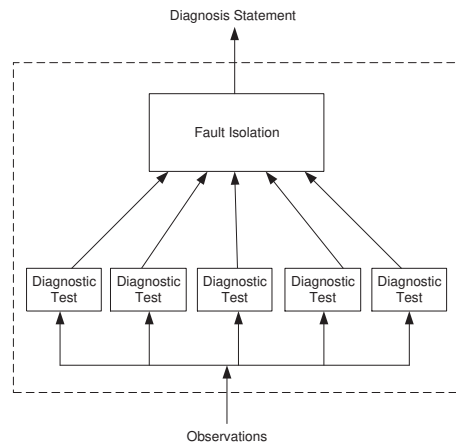 Diagnosis Statement
Fault Isolation
Diagnostic
Test
Diagnostic
Test
Diagnostic
Test
Diagnostic
Test
Diagnostic
Test
Observations